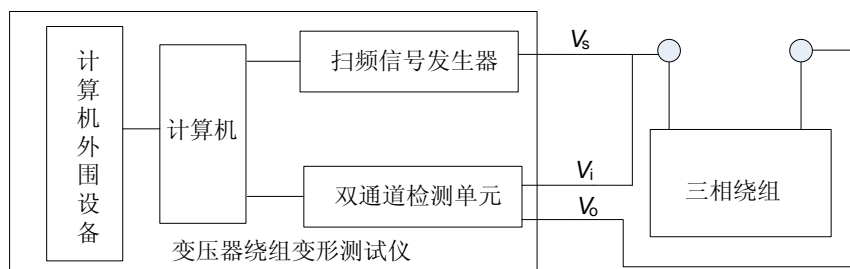 计算机外围设备
计算机
扫频信号发生器
双通道检测单元
变压器绕组变形测试仪
Vs
Vi
Vo
三相绕组